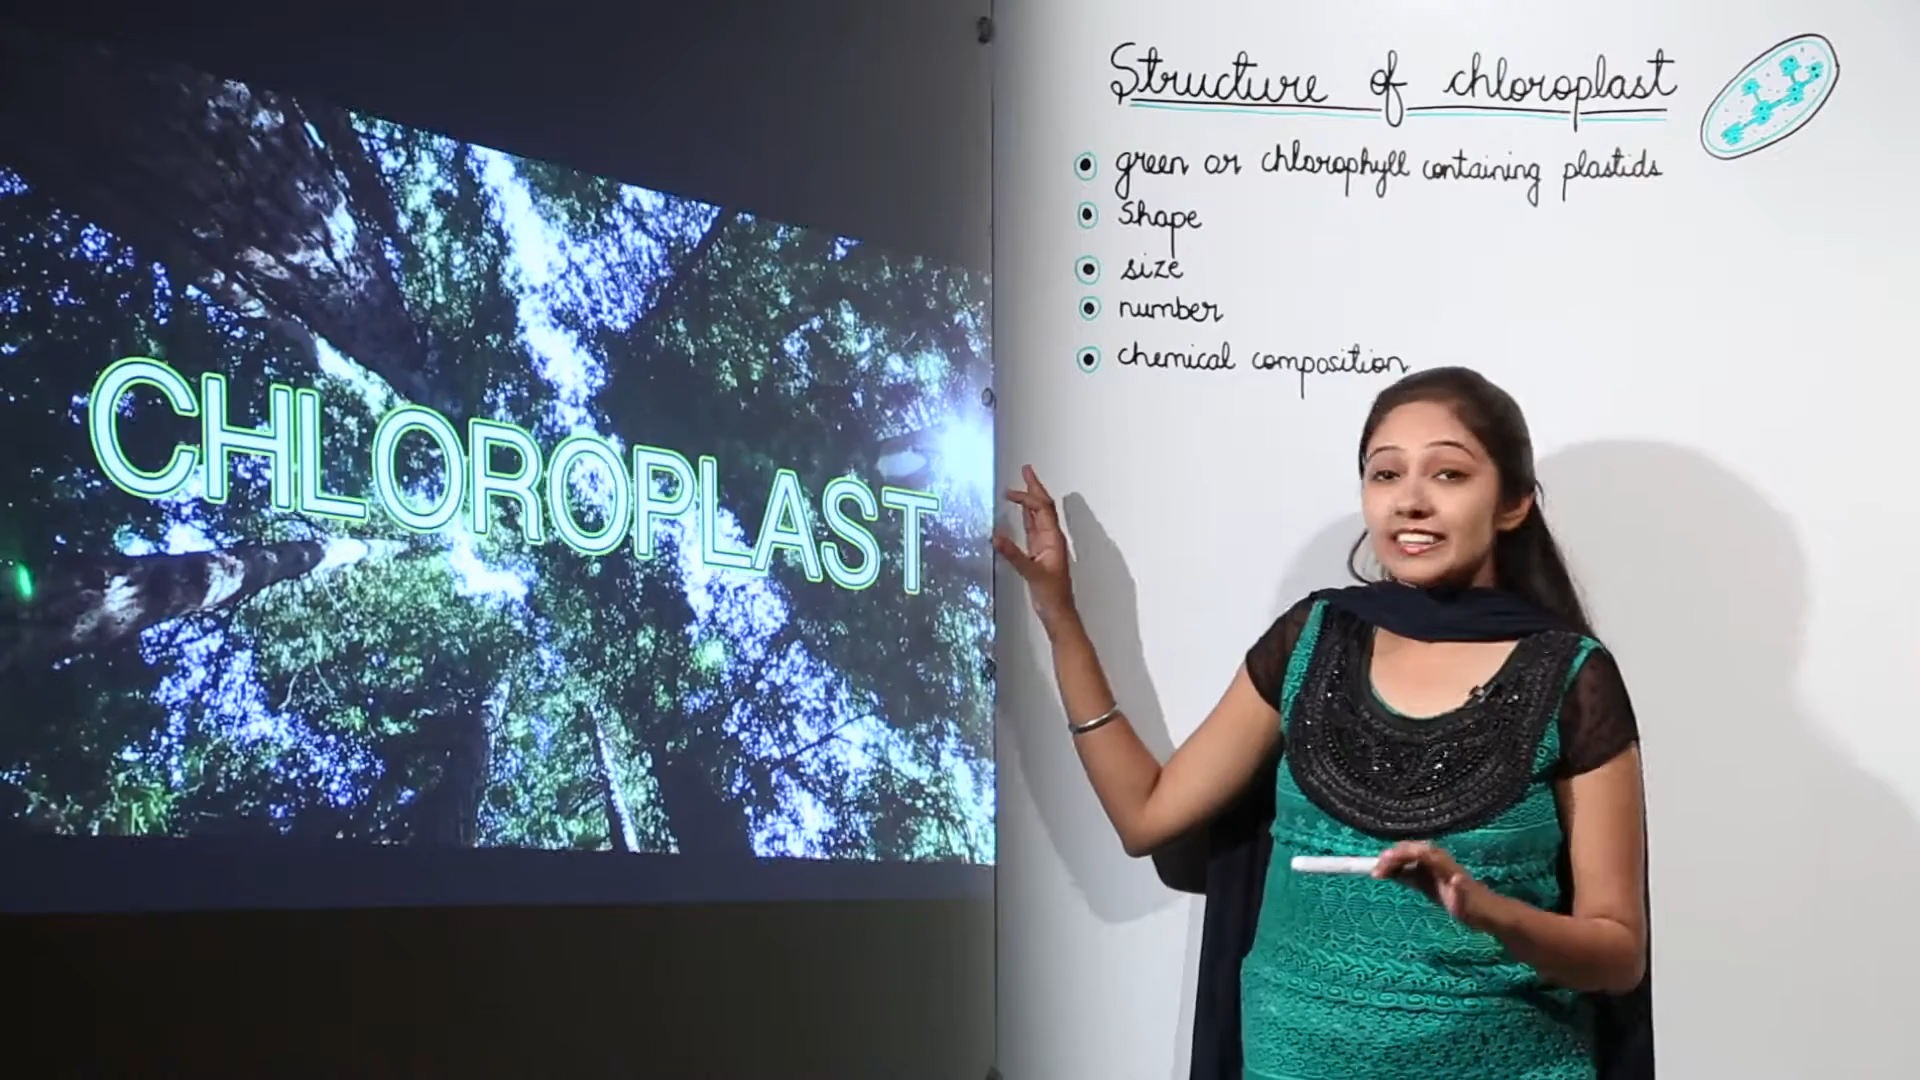 CHLOROPLAST
Structure of chloroplast
green or chlorophyll containing plastids
Shape
size
number
chemical composition